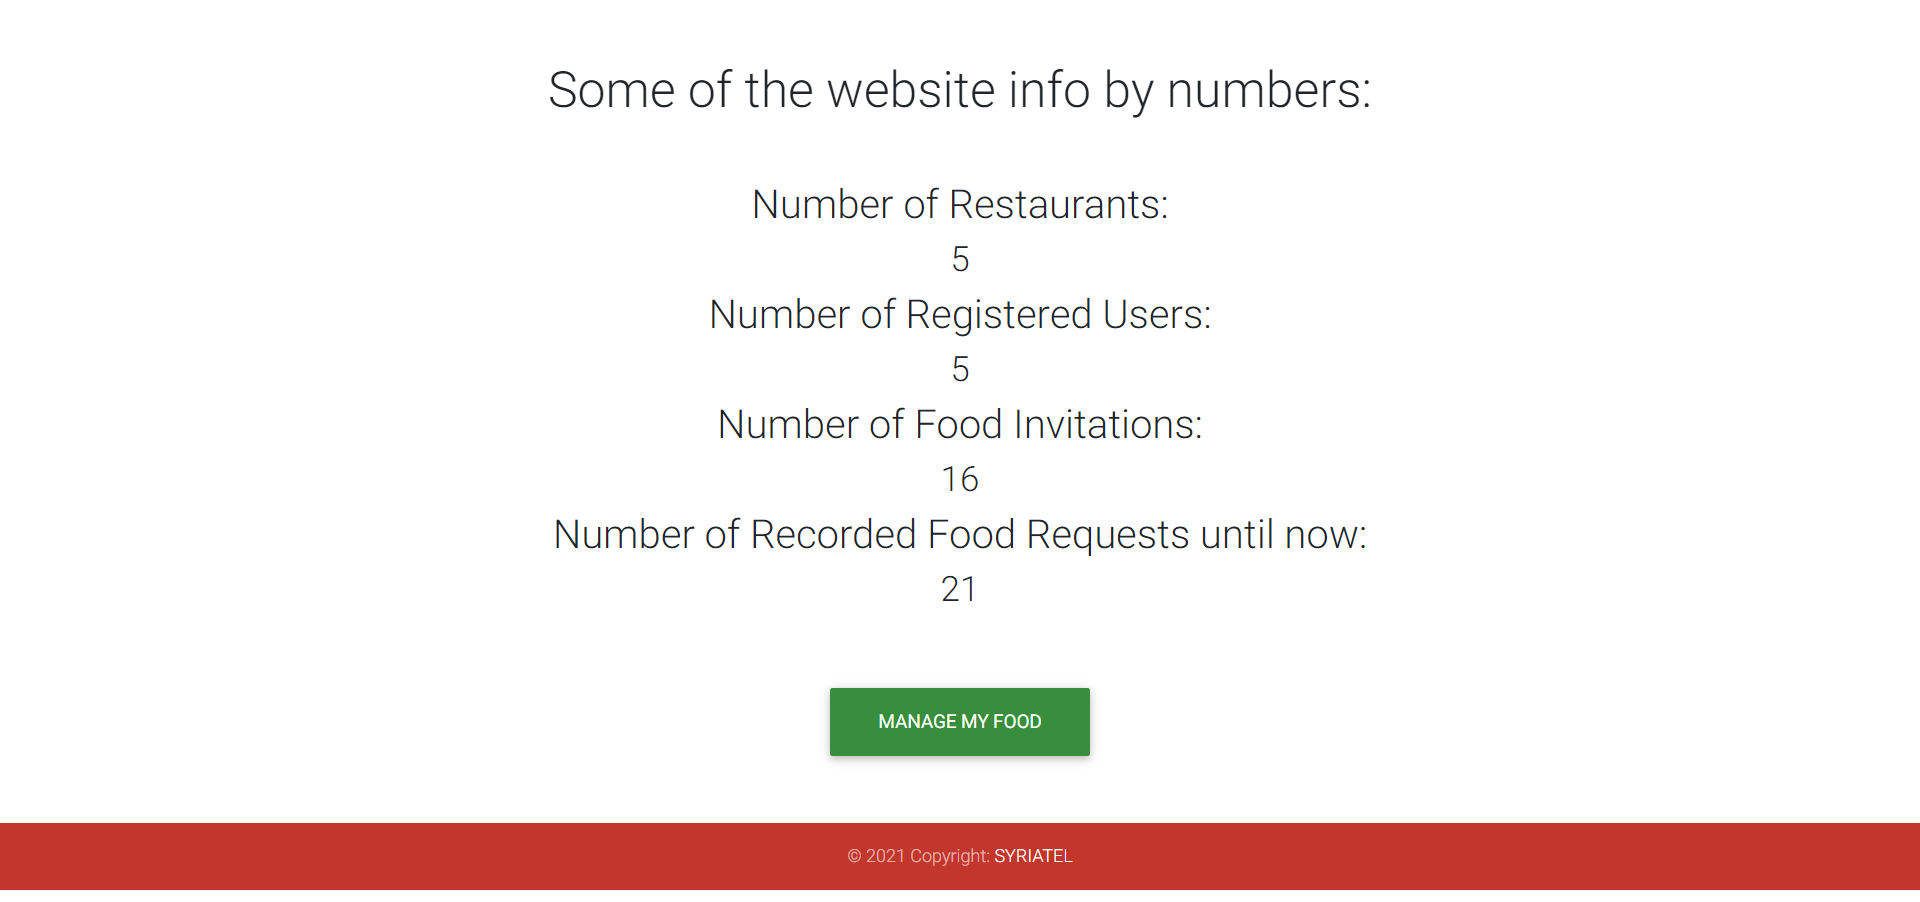 Some of the website info by numbers:
Number of Restaurants:
5
Number of Registered Users:
5
Number of Food Invitations:
16
Number of Recorded Food Requests until now:
21
MANAGE MY FOOD
© 2021 Copyright: SYRIATEL